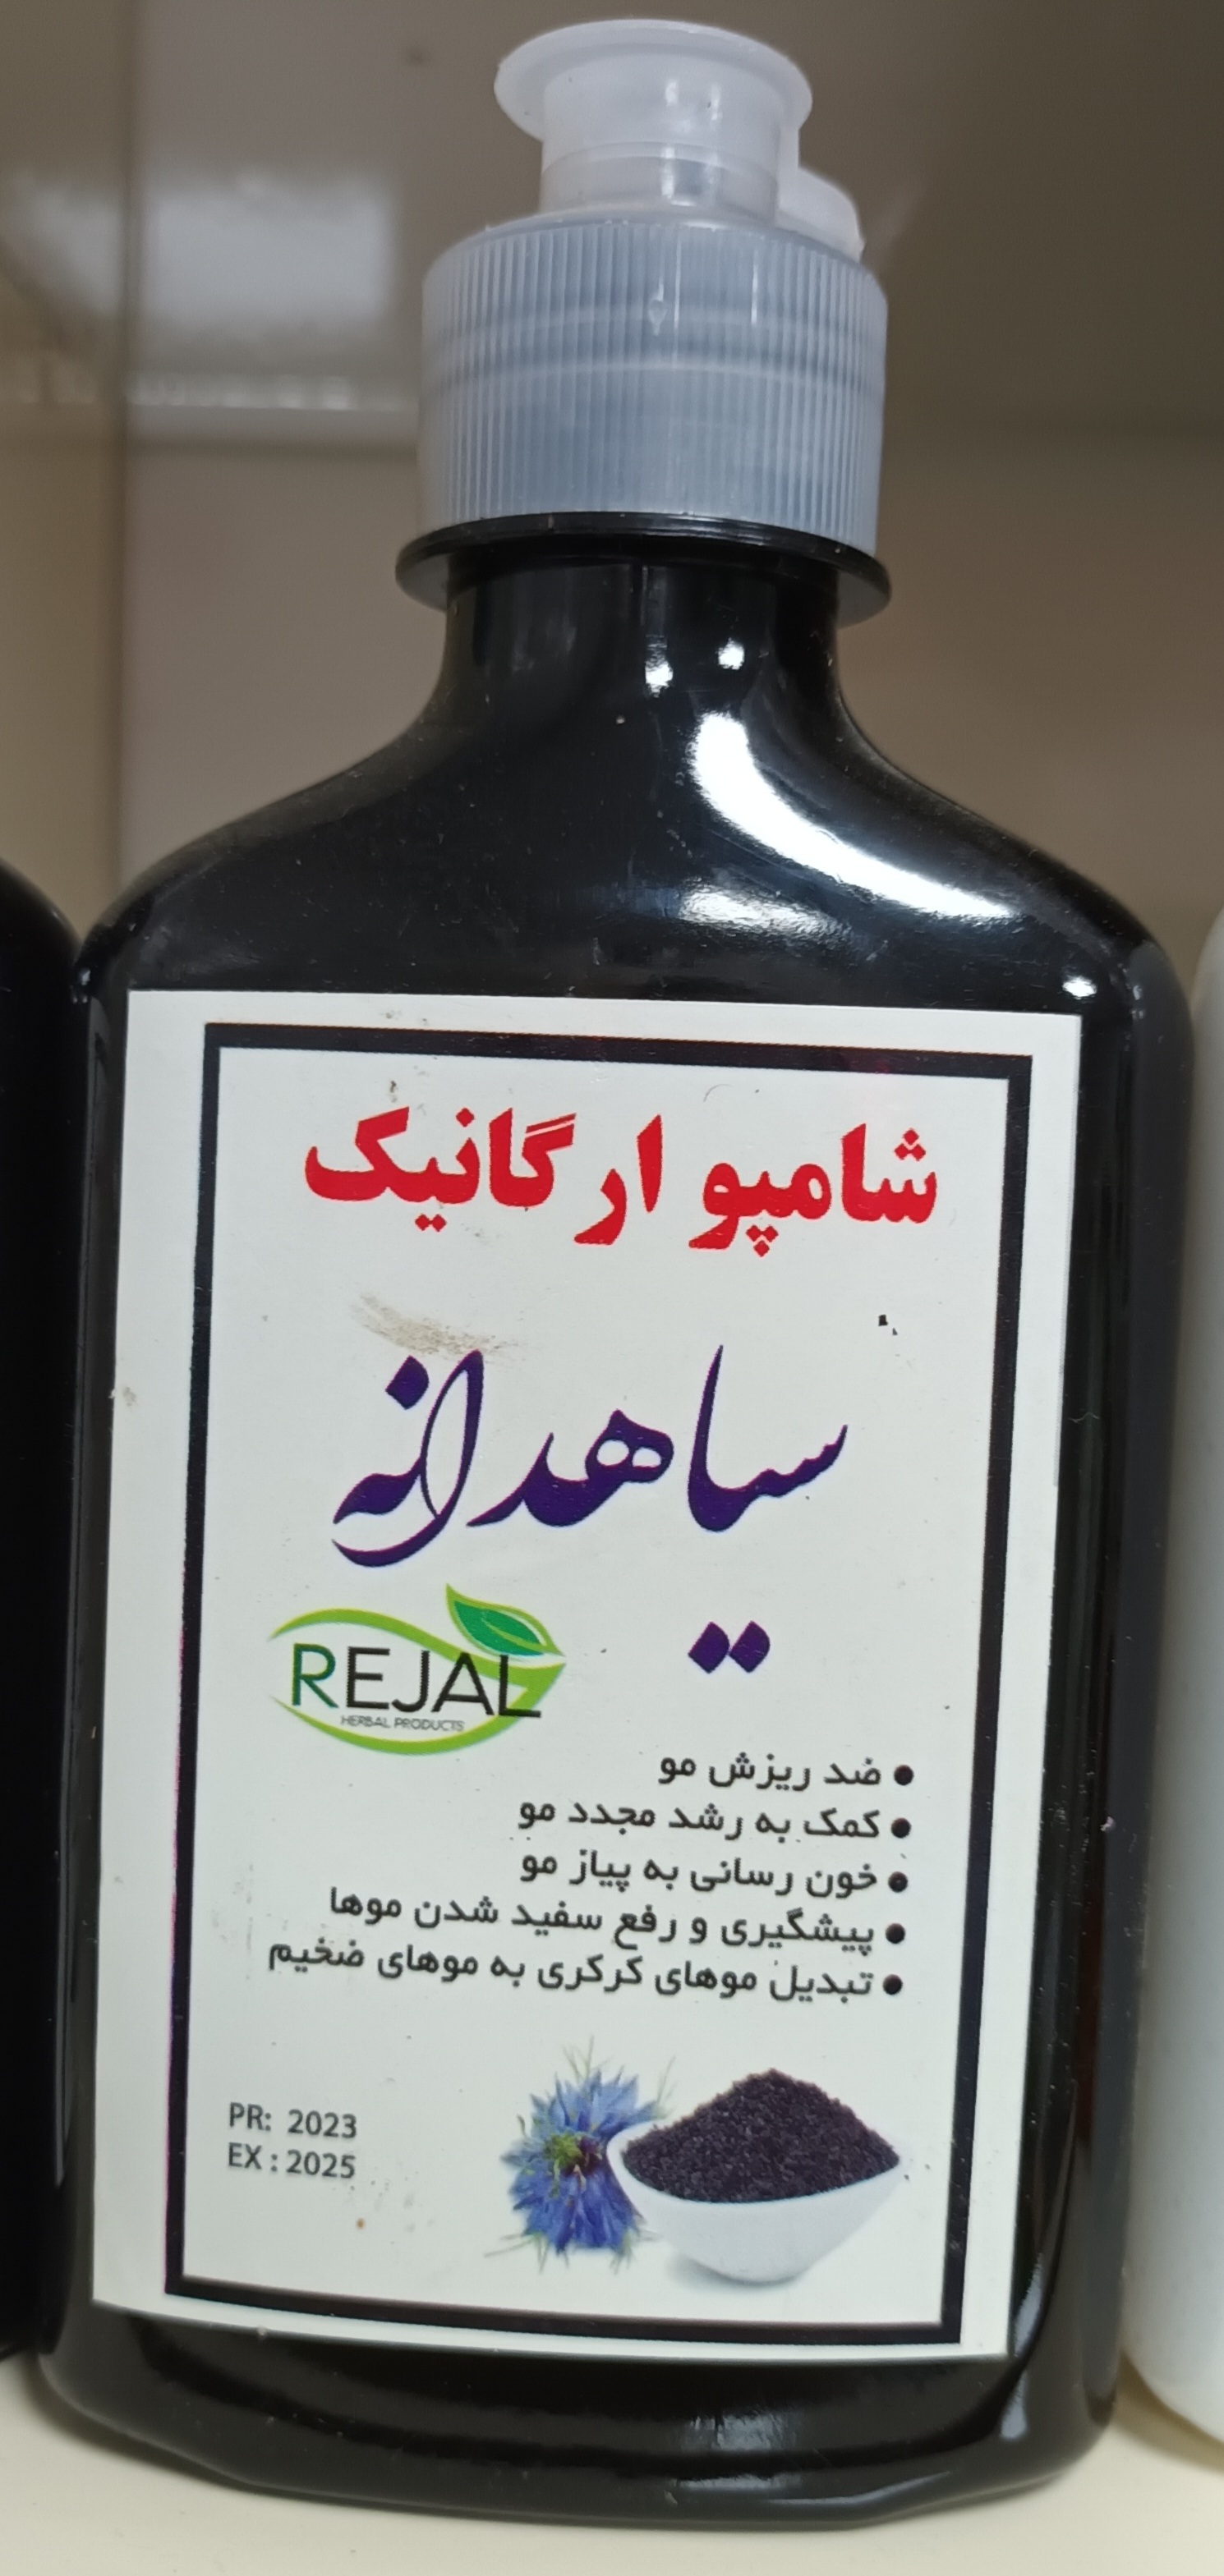 شامپو ارگانیک
سیاهدانه
REJAL
HERBAL PRODUCTS
● ضد ریزش مو
● کمک به رشد مجدد مو
● خون رسانی به پیاز مو
● پیشگیری و رفع سفید شدن موها
● تبدیل موهای کرکری به موهای ضخیم
PR: 2023
EX : 2025